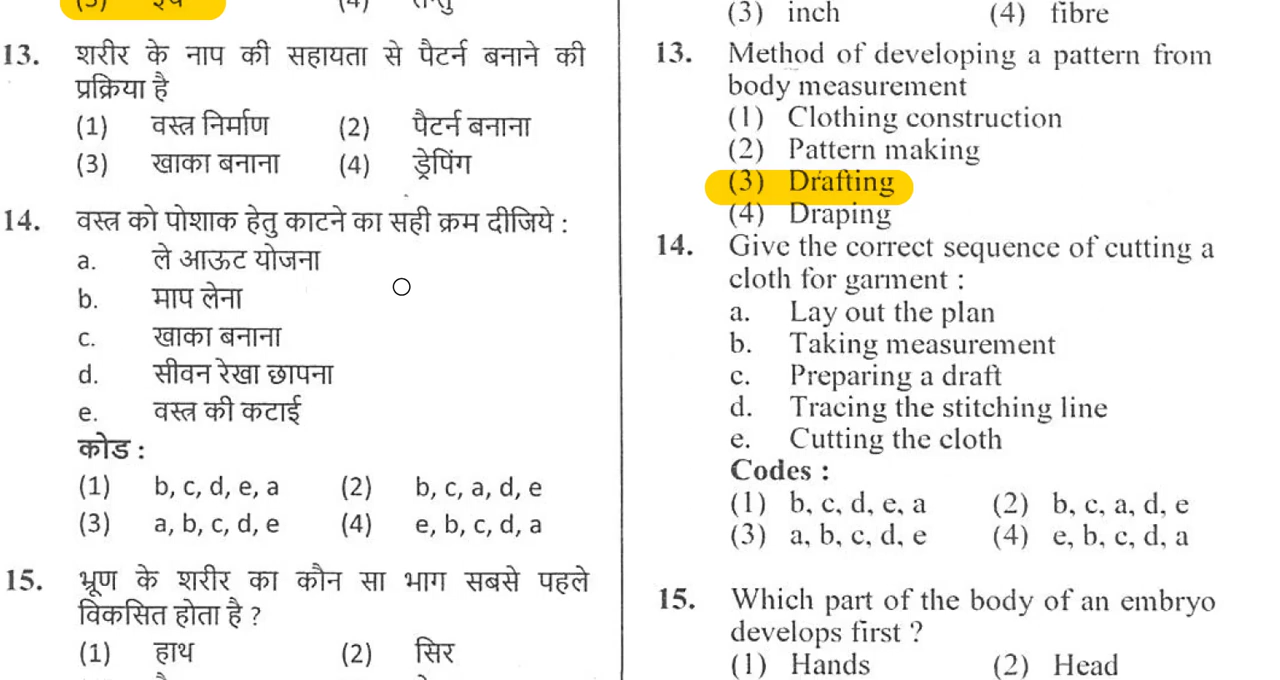 (3)
(4) तन्तु
13. शरीर के नाप की सहायता से पैटर्न बनाने की
प्रक्रिया है
(1) वस्त्र निर्माण (2) पैटर्न बनाना
(3) खाका बनाना (4) ड्रेपिंग
14. वस्त्र को पोशाक हेतु काटने का सही क्रम दीजिये :
a. ले आऊट योजना
b. माप लेना
c. खाका बनाना
d. सीवन रेखा छापना
e. वस्त्र की कटाई
कोड :
(1) b, c, d, e, a (2) b, c, a, d, e
(3) a, b, c, d, e (4) e, b, c, d, a
15. भ्रूण के शरीर का कौन सा भाग सबसे पहले
विकसित होता है ?
(1) हाथ (2) सिर
(3) inch (4) fibre
13. Method of developing a pattern from
body measurement
(1) Clothing construction
(2) Pattern making
(3) Drafting
(4) Draping
14. Give the correct sequence of cutting a
cloth for garment :
a. Lay out the plan
b. Taking measurement
c. Preparing a draft
d. Tracing the stitching line
e. Cutting the cloth
Codes :
(1) b, c, d, e, a (2) b, c, a, d, e
(3) a, b, c, d, e (4) e, b, c, d, a
15. Which part of the body of an embryo
develops first ?
(1) Hands (2) Head